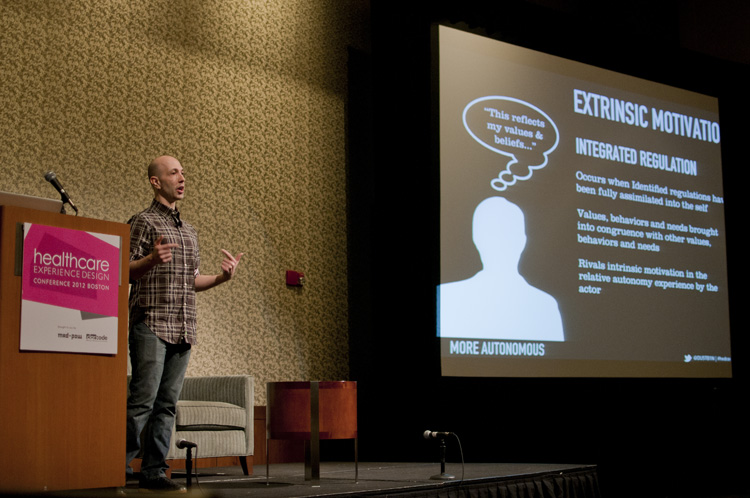 healthcare
EXPERIENCE DESIGN
CONFERENCE 2012 BOSTON
mad*pow
EXTRINSIC MOTIVATION
"This reflects
my values &
beliefs..."
INTEGRATED REGULATION
Occurs when Identified regulations has
been fully assimilated into the self
Values, behaviors and needs brought
into congruence with other values,
behaviors and needs
Rivals intrinsic motivation in the
relative autonomy experience by the
actor
MORE AUTONOMOUS